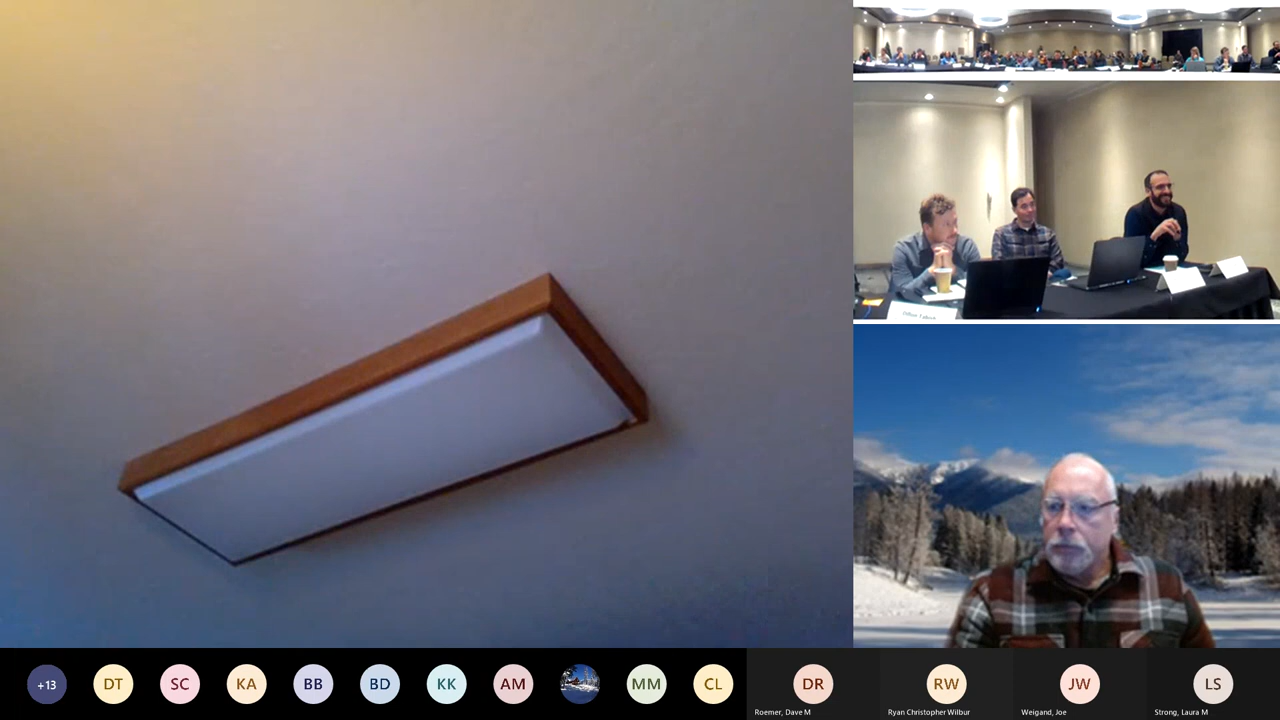 +13
DT
SC
KA
BB
BD
KK
AM
MM
CL
DR
RW
JW
LS
Roemer, Dave M
Ryan Christopher Wilbur
Weigand, Joe
Strong, Laura M